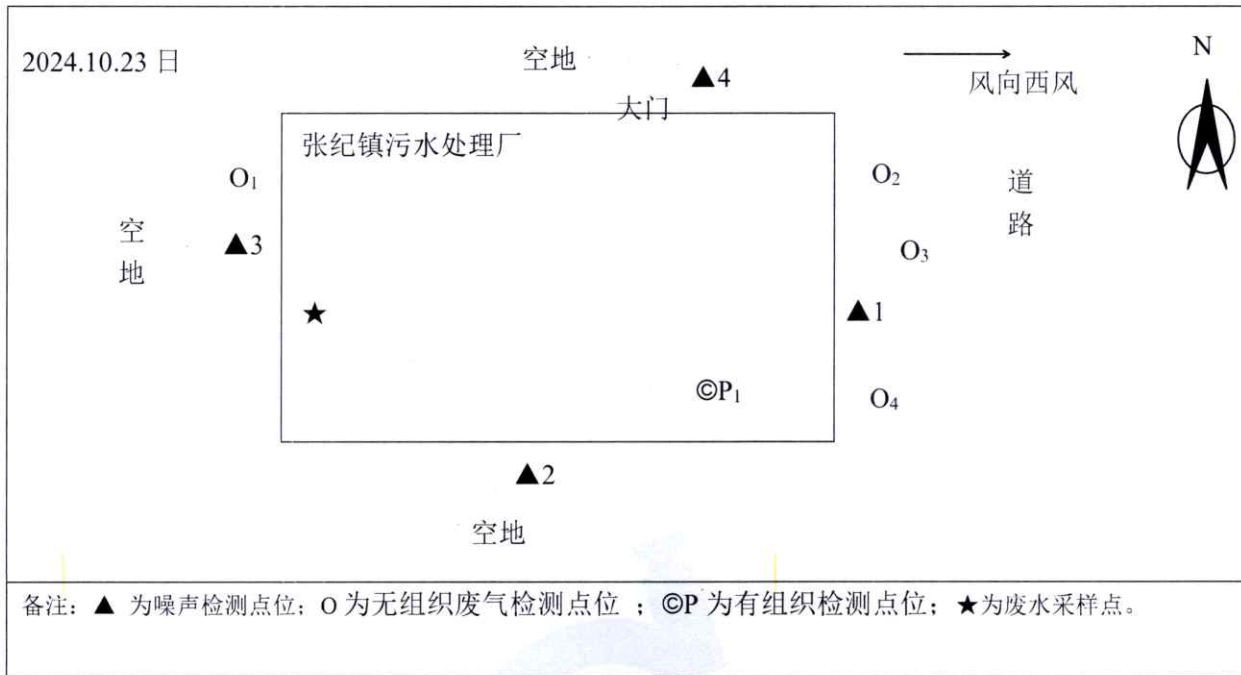 2024.10.23 日
空地
▲4
风向西风
N
大门
张纪镇污水处理厂
O₁
O₂
道路
空地
▲3
O₃
★
▲1
©P₁
O₄
▲2
空地
备注：▲ 为噪声检测点位；O 为无组织废气检测点位 ；©P 为有组织检测点位；★为废水采样点。